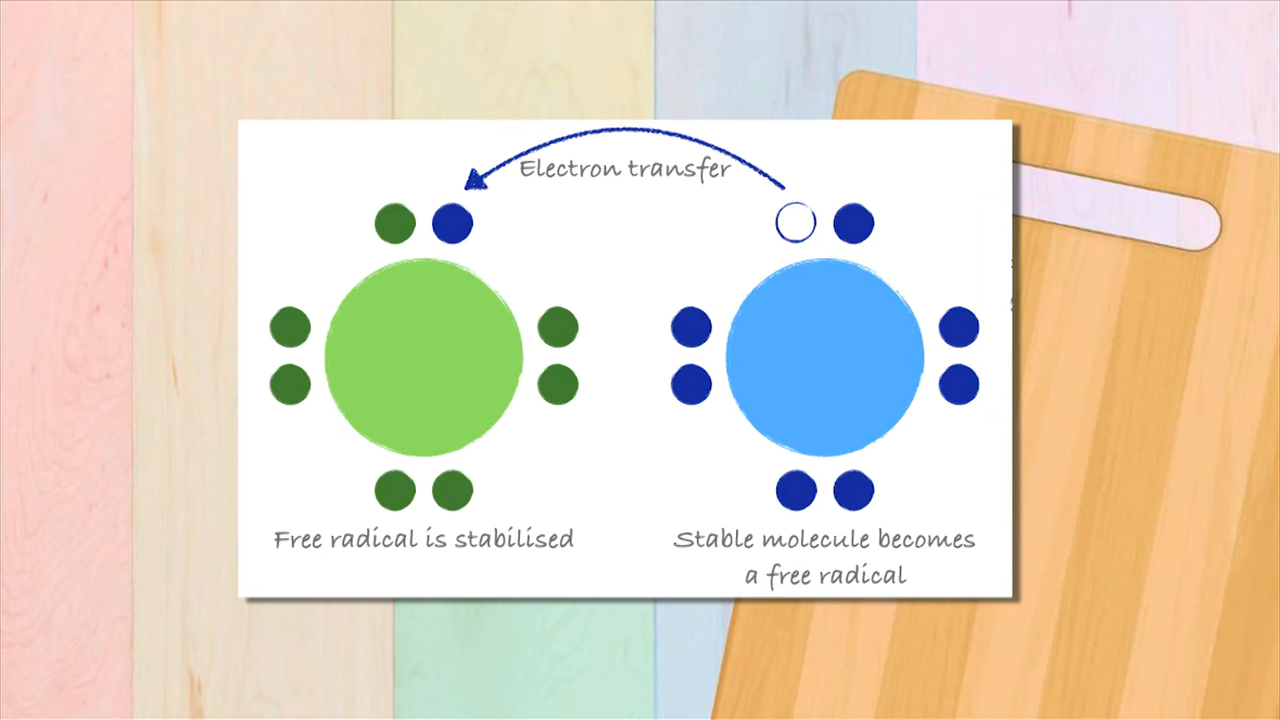 Electron transfer
Free radical is stabilised
Stable molecule becomes
a free radical